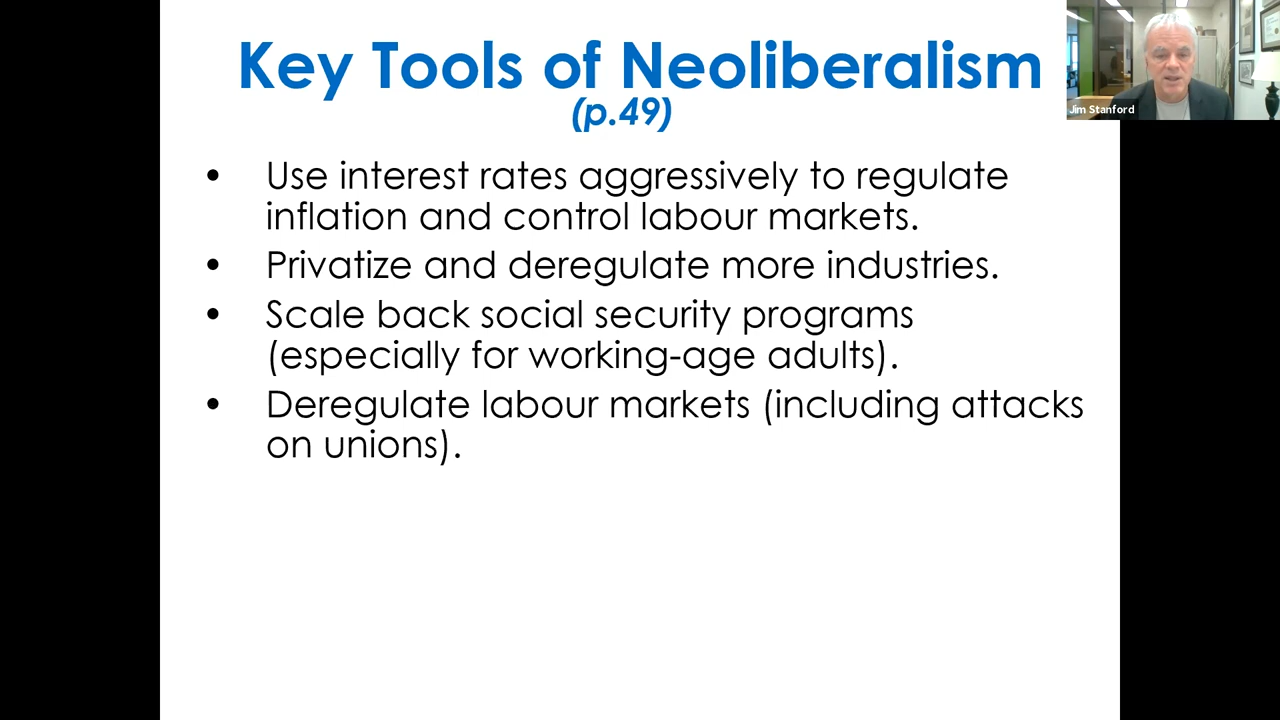 Key Tools of Neoliberalism
(p.49)
Jim Stanford
• Use interest rates aggressively to regulate
inflation and control labour markets.
• Privatize and deregulate more industries.
• Scale back social security programs
(especially for working-age adults).
• Deregulate labour markets (including attacks
on unions).